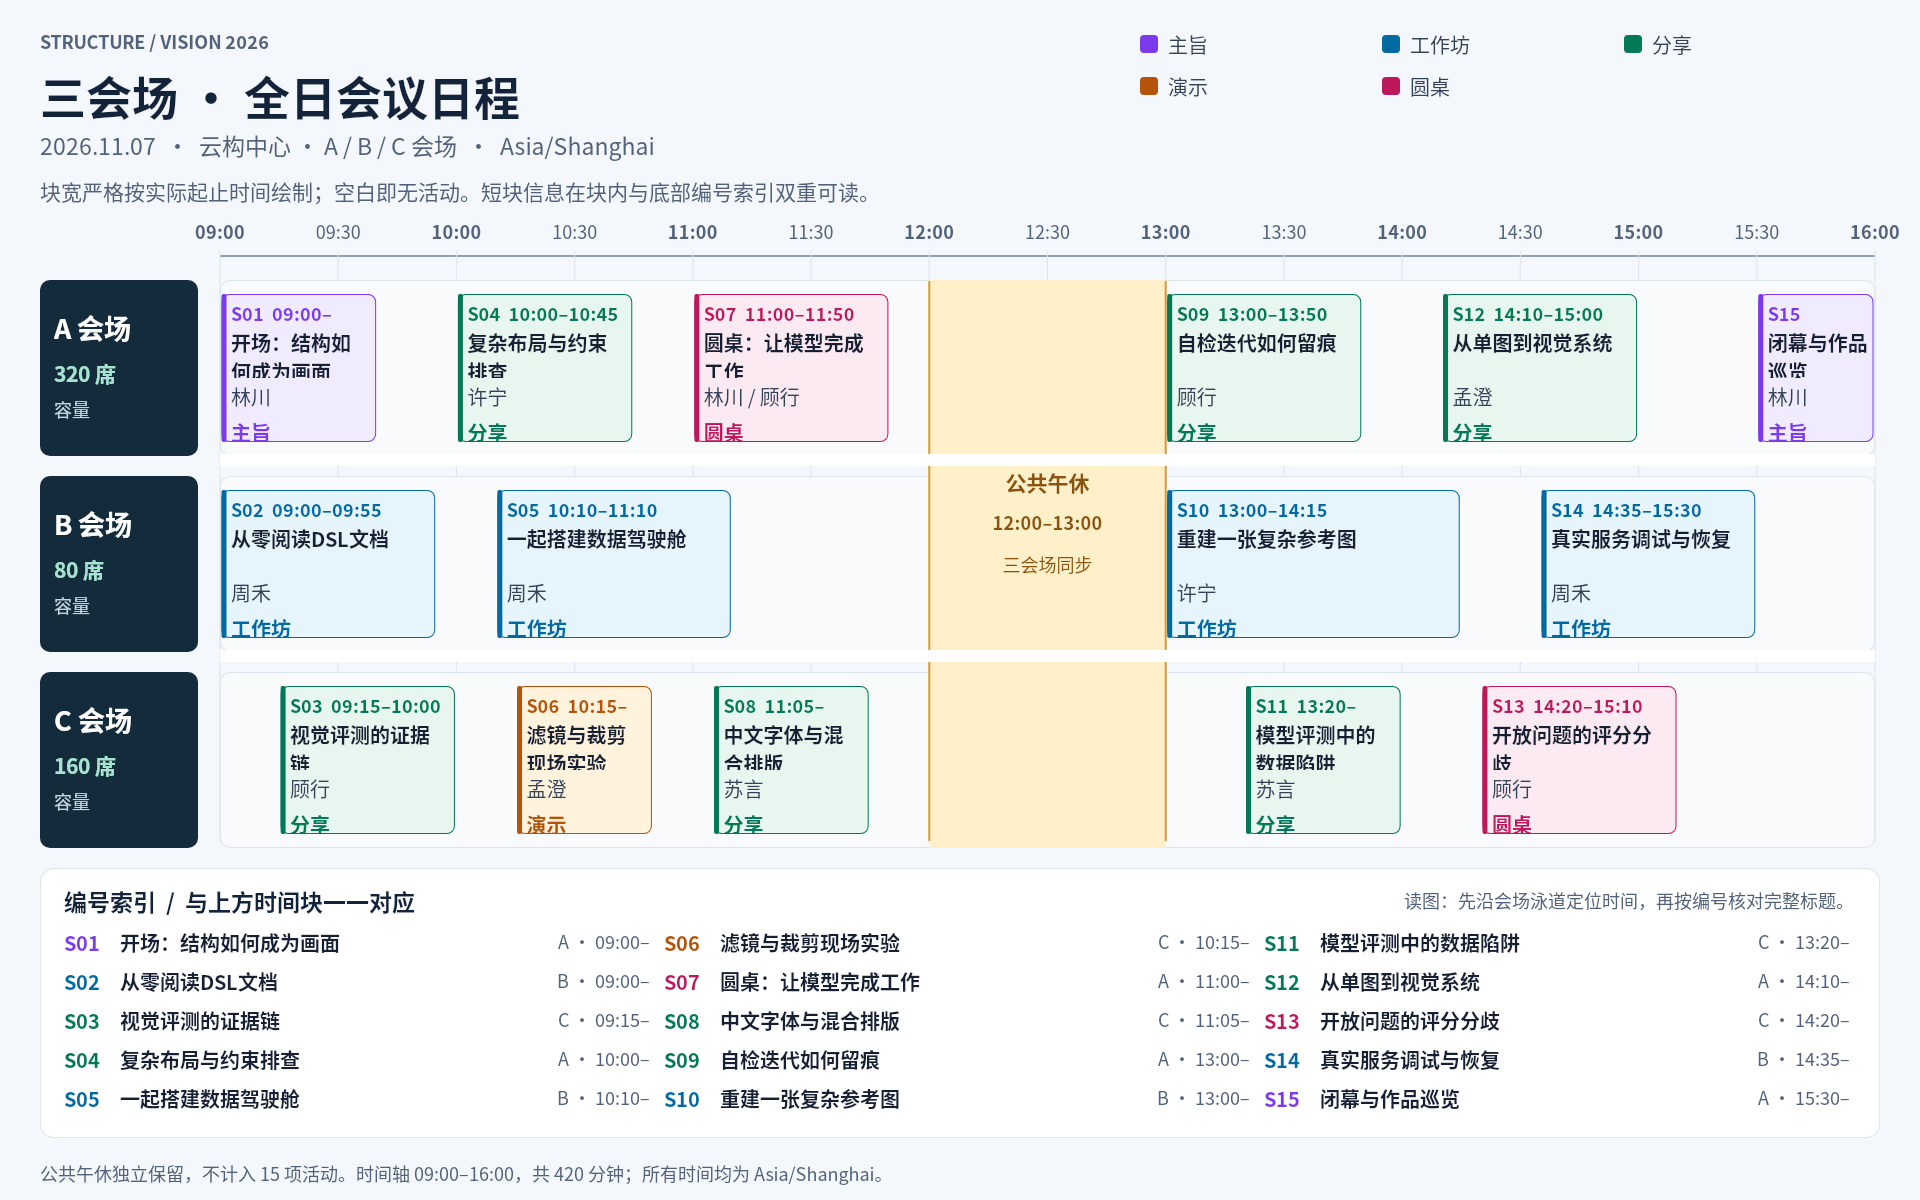 STRUCTURE / VISION 2026
三会场 · 全日会议日程
2026.11.07 · 云构中心 · A / B / C 会场 · Asia/Shanghai
块宽严格按实际起止时间绘制；空白即无活动。短块信息在块内与底部编号索引双重可读。
主旨
工作坊
分享
演示
圆桌
09:00 09:30 10:00 10:30 11:00 11:30 12:00 12:30 13:00 13:30 14:00 14:30 15:00 15:30 16:00
A 会场
320 席
容量
S01 09:00–
开场：结构如
何成为画面
林川
主旨
S04 10:00–10:45
复杂布局与约束
排查
许宁
分享
S07 11:00–11:50
圆桌：让模型完成
工作
林川 / 顾行
圆桌
S09 13:00–13:50
自检迭代如何留痕
顾行
分享
S12 14:10–15:00
从单图到视觉系统
孟澄
分享
S15
闭幕与作品
巡览
林川
主旨
B 会场
80 席
容量
S02 09:00–09:55
从零阅读DSL文档
周禾
工作坊
S05 10:10–11:10
一起搭建数据驾驶舱
周禾
工作坊
公共午休
12:00–13:00
三会场同步
S10 13:00–14:15
重建一张复杂参考图
许宁
工作坊
S14 14:35–15:30
真实服务调试与恢复
周禾
工作坊
C 会场
160 席
容量
S03 09:15–10:00
视觉评测的证据
链
顾行
分享
S06 10:15–
滤镜与裁剪
现场实验
孟澄
演示
S08 11:05–
中文字体与混
合排版
苏言
分享
S11 13:20–
模型评测中的
数据陷阱
苏言
分享
S13 14:20–15:10
开放问题的评分分
歧
顾行
圆桌
编号索引 / 与上方时间块一一对应
读图：先沿会场泳道定位时间，再按编号核对完整标题。
S01 开场：结构如何成为画面 A · 09:00–
S02 从零阅读DSL文档 B · 09:00–
S03 视觉评测的证据链 C · 09:15–
S04 复杂布局与约束排查 A · 10:00–
S05 一起搭建数据驾驶舱 B · 10:10–
S06 滤镜与裁剪现场实验 C · 10:15–
S07 圆桌：让模型完成工作 A · 11:00–
S08 中文字体与混合排版 C · 11:05–
S09 自检迭代如何留痕 A · 13:00–
S10 重建一张复杂参考图 B · 13:00–
S11 模型评测中的数据陷阱 C · 13:20–
S12 从单图到视觉系统 A · 14:10–
S13 开放问题的评分分歧 C · 14:20–
S14 真实服务调试与恢复 B · 14:35–
S15 闭幕与作品巡览 A · 15:30–
公共午休独立保留，不计入 15 项活动。时间轴 09:00–16:00，共 420 分钟；所有时间均为 Asia/Shanghai。